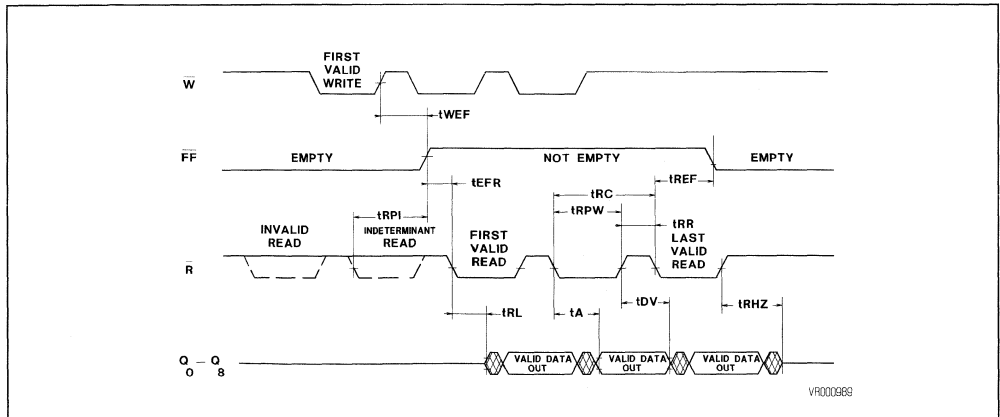 FIRST
VALID
WRITE
W
tWEF
FF
EMPTY
NOT EMPTY
EMPTY
tEFR
tREF
tRC
tRPI
tRPW
INVALID
READ
INDETERMINANT
READ
FIRST
VALID
READ
tRR
LAST
VALID
READ
R
tRL
tA
tDV
tRHZ
Q0 – Q8
VALID DATA
OUT
VALID DATA
OUT
VALID DATA
OUT
VR000989